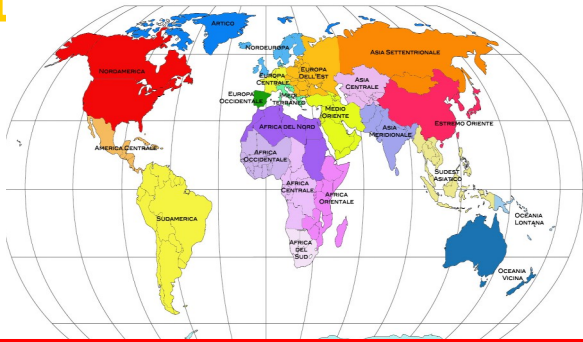 ARTICO
NORDEUROPA
NORDAMERICA
EUROPA
DELL'EST
ASIA SETTENTRIONALE
EUROPA
CENTRALE
ASIA
CENTRALE
EUROPA
OCCIDENTALE
MEDI
TERRANEO
MEDIO
ORIENTE
ESTREMO ORIENTE
AFRICA DEL NORD
ASIA
MERIDIONALE
AMERICA CENTRALE
AFRICA
OCCIDENTALE
SUDEST
ASIATICO
AFRICA
CENTRALE
AFRICA
ORIENTALE
SUDAMERICA
OCEANIA
LONTANA
AFRICA
DEL
SUD
OCEANIA
VICINA